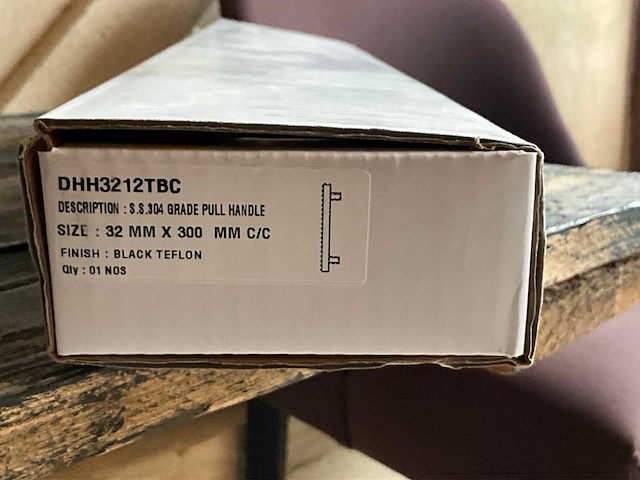 DHH3212TBC
DESCRIPTION : S.S.304 GRADE PULL HANDLE
SIZE : 32 MM X 300 MM C/C
FINISH : BLACK TEFLON
Qty : 01 NOS